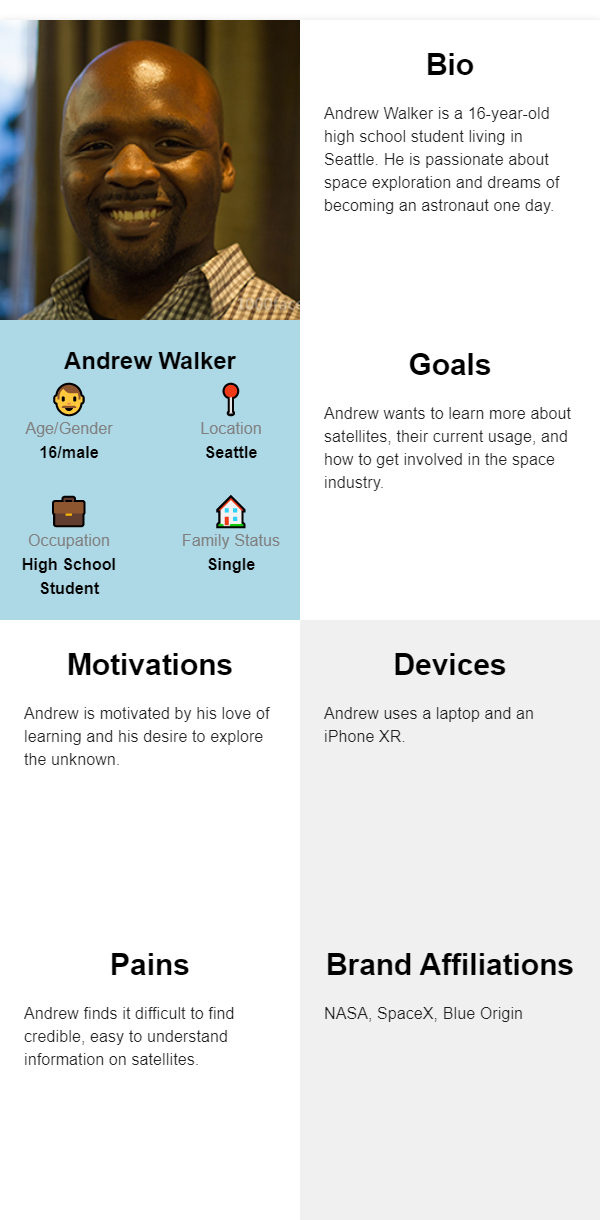 Bio
Andrew Walker is a 16-year-old
high school student living in
Seattle. He is passionate about
space exploration and dreams of
becoming an astronaut one day.
Andrew Walker
Age/Gender
16/male
Location
Seattle
Occupation
High School
Student
Family Status
Single
Goals
Andrew wants to learn more about
satellites, their current usage, and
how to get involved in the space
industry.
Motivations
Andrew is motivated by his love of
learning and his desire to explore
the unknown.
Devices
Andrew uses a laptop and an
iPhone XR.
Pains
Andrew finds it difficult to find
credible, easy to understand
information on satellites.
Brand Affiliations
NASA, SpaceX, Blue Origin